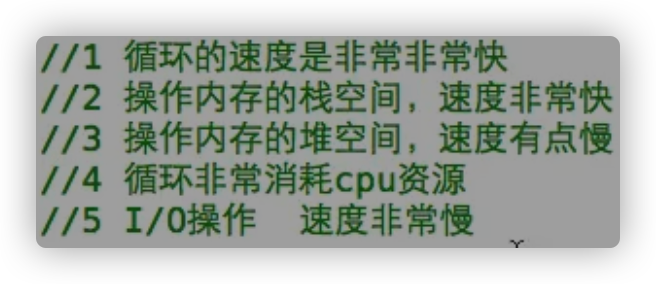 //1 循环的速度是非常非常快
//2 操作内存的栈空间，速度非常快
//3 操作内存的堆空间，速度有点慢
//4 循环非常消耗cpu资源
//5 I/O操作  速度非常慢